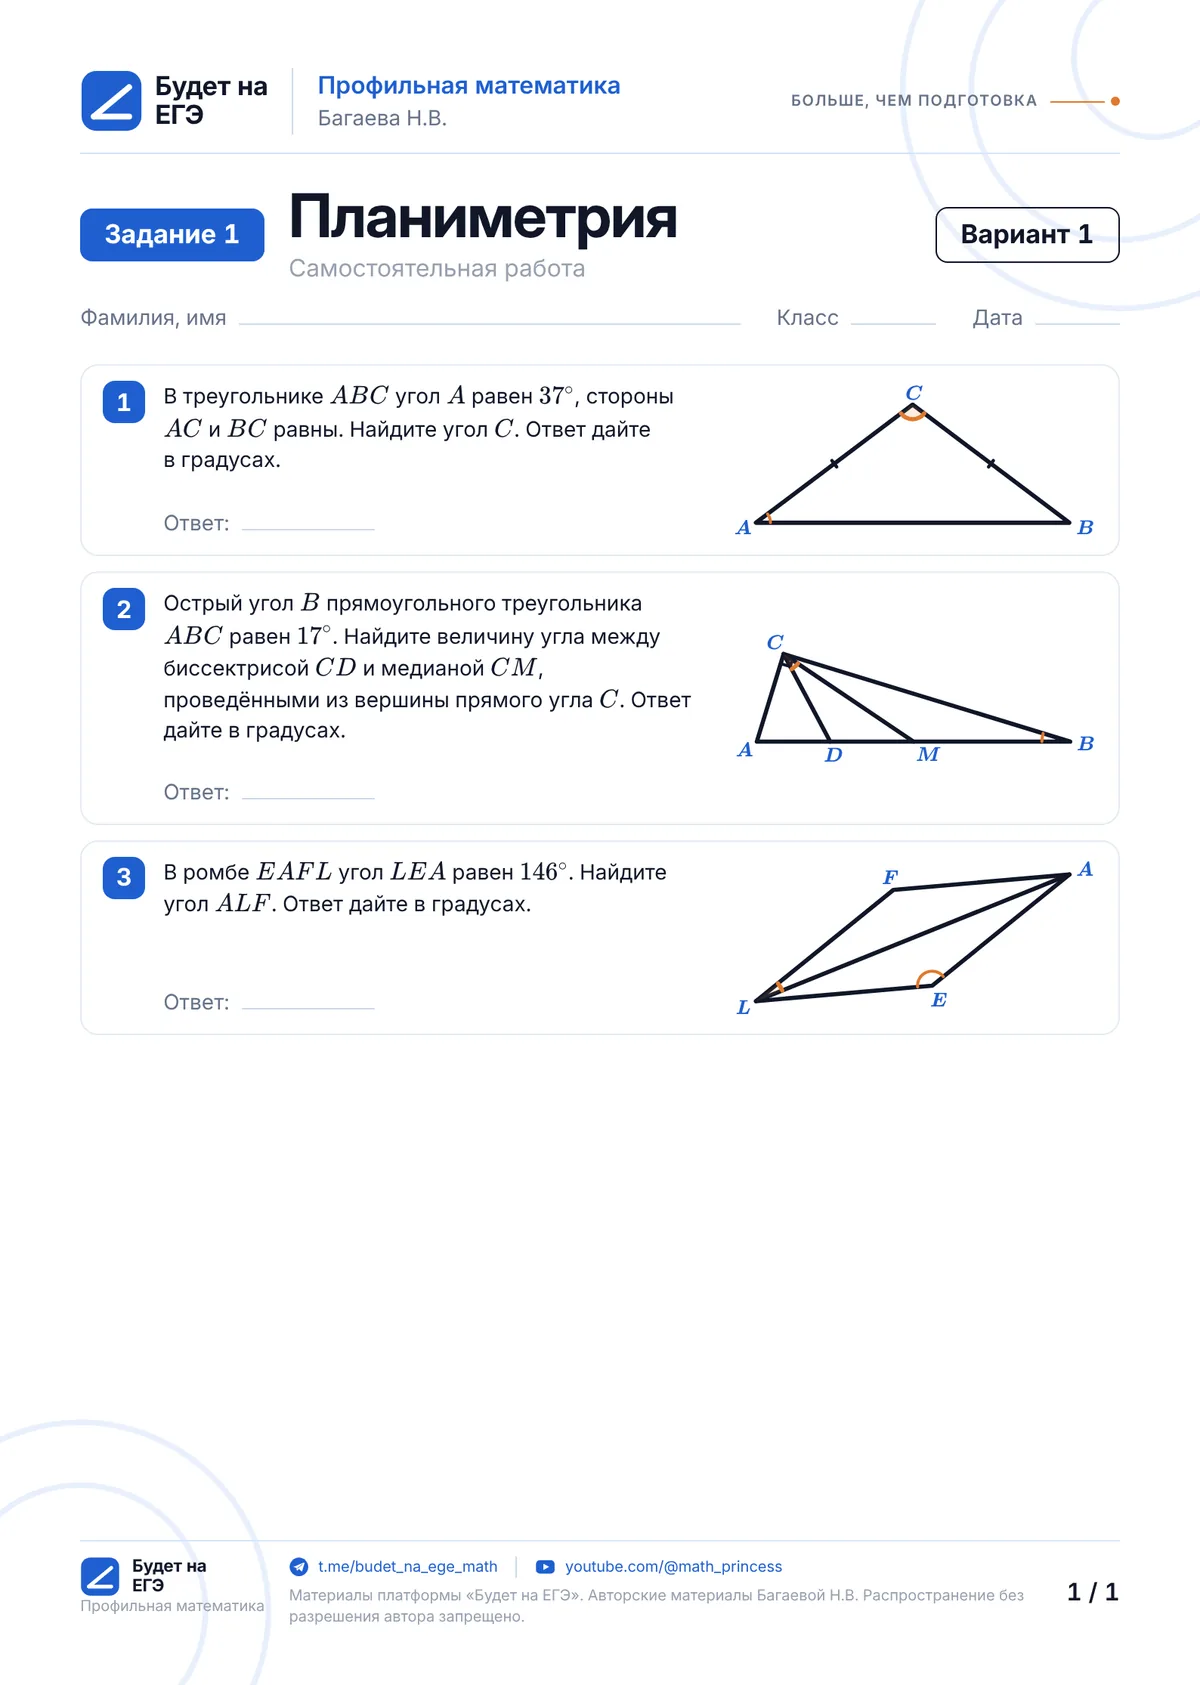 Будет на
ЕГЭ
Профильная математика
Багаева Н.В.
БОЛЬШЕ, ЧЕМ ПОДГОТОВКА
Задание 1
Планиметрия
Самостоятельная работа
Вариант 1
Фамилия, имя
Класс
Дата
1
В треугольнике ABC угол A равен 37°, стороны
AC и BC равны. Найдите угол C. Ответ дайте
в градусах.
Ответ:
C
A
B
2
Острый угол B прямоугольного треугольника
ABC равен 17°. Найдите величину угла между
биссектрисой CD и медианой CM,
проведёнными из вершины прямого угла C. Ответ
дайте в градусах.
Ответ:
C
A
D
M
B
3
В ромбе EAFL угол LEA равен 146°. Найдите
угол ALF. Ответ дайте в градусах.
Ответ:
F
A
L
E
Будет на
ЕГЭ
Профильная математика
t.me/budet_na_ege_math
youtube.com/@math_princess
Материалы платформы «Будет на ЕГЭ». Авторские материалы Багаевой Н.В. Распространение без
разрешения автора запрещено.
1 / 1